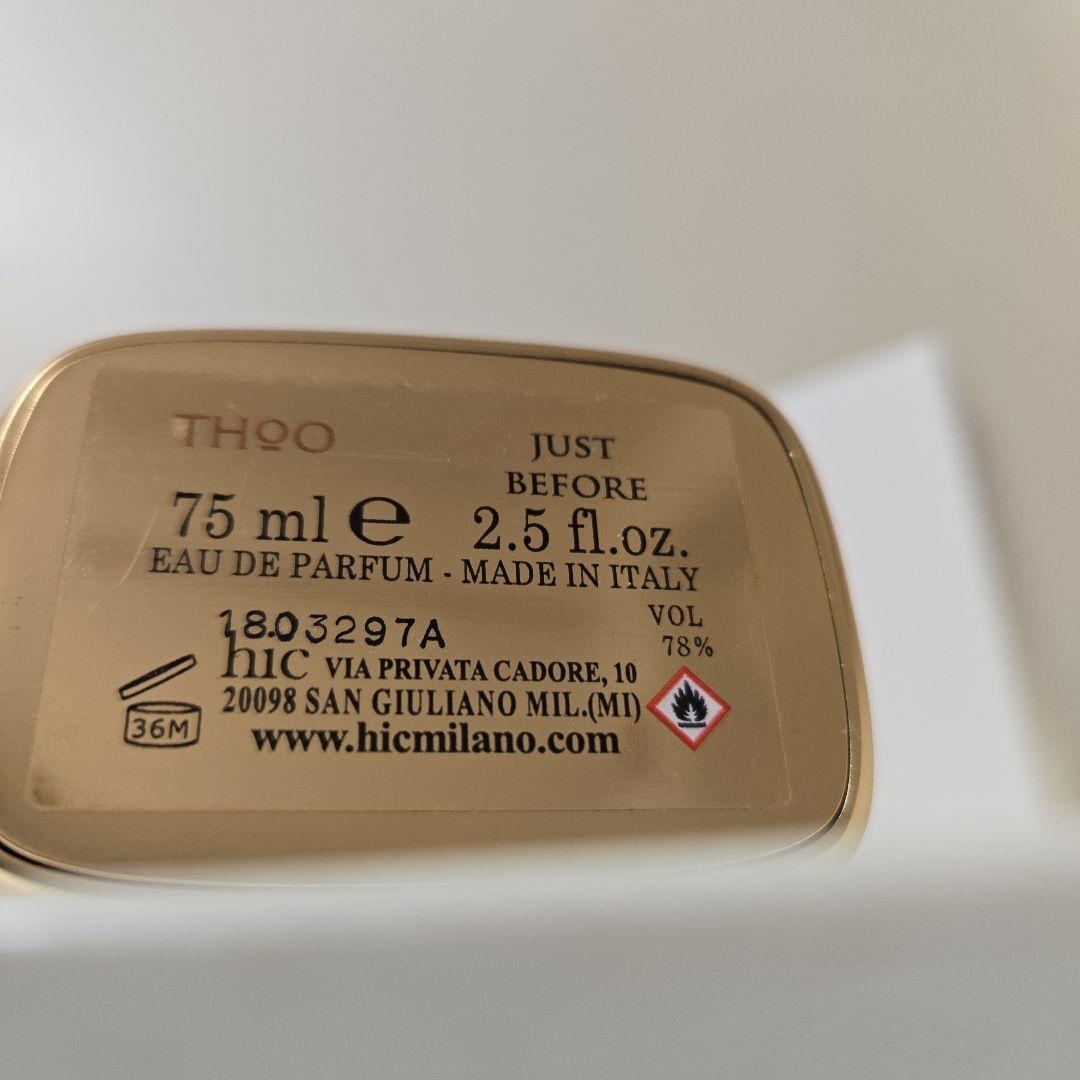 THOO
JUST
BEFORE
75 ml e 2.5 fl.oz.
EAU DE PARFUM - MADE IN ITALY
VOL
78%
1803297A
hic VIA PRIVATA CADORE, 10
20098 SAN GIULIANO MIL.(MI)
www.hicmilano.com
36M